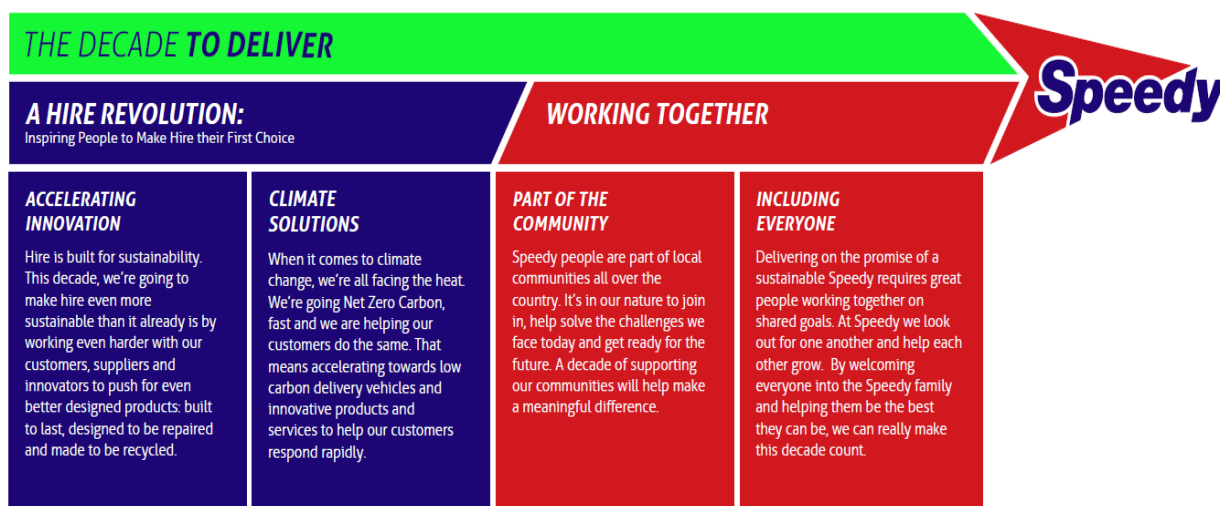 THE DECADE TO DELIVER
Speedy
A HIRE REVOLUTION:
Inspiring People to Make Hire their First Choice
WORKING TOGETHER
ACCELERATING
INNOVATION
Hire is built for sustainability.
This decade, we're going to
make hire even more
sustainable than it already is by
working even harder with our
customers, suppliers and
innovators to push for even
better designed products: built
to last, designed to be repaired
and made to be recycled.
CLIMATE
SOLUTIONS
When it comes to climate
change, we're all facing the heat.
We're going Net Zero Carbon,
fast and we are helping our
customers do the same. That
means accelerating towards low
carbon delivery vehicles and
innovative products and
services to help our customers
respond rapidly.
PART OF THE
COMMUNITY
Speedy people are part of local
communities all over the
country. It's in our nature to join
in, help solve the challenges we
face today and get ready for the
future. A decade of supporting
our communities will help make
a meaningful difference.
INCLUDING
EVERYONE
Delivering on the promise of a
sustainable Speedy requires great
people working together on
shared goals. At Speedy we look
out for one another and help each
other grow. By welcoming
everyone into the Speedy family
and helping them be the best
they can be, we can really make
this decade count.